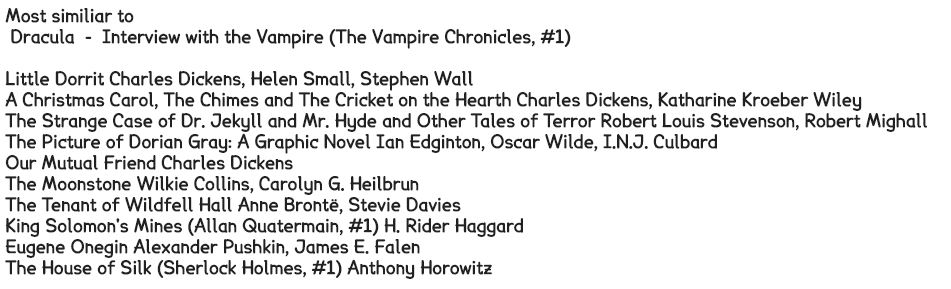 Most similiar to
Dracula - Interview with the Vampire (The Vampire Chronicles, #1)
Little Dorrit Charles Dickens, Helen Small, Stephen Wall
A Christmas Carol, The Chimes and The Cricket on the Hearth Charles Dickens, Katharine Kroeber Wiley
The Strange Case of Dr. Jekyll and Mr. Hyde and Other Tales of Terror Robert Louis Stevenson, Robert Mighall
The Picture of Dorian Gray: A Graphic Novel Ian Edginton, Oscar Wilde, I.N.J. Culbard
Our Mutual Friend Charles Dickens
The Moonstone Wilkie Collins, Carolyn G. Heilbrun
The Tenant of Wildfell Hall Anne Brontë, Stevie Davies
King Solomon's Mines (Allan Quatermain, #1) H. Rider Haggard
Eugene Onegin Alexander Pushkin, James E. Falen
The House of Silk (Sherlock Holmes, #1) Anthony Horowitz